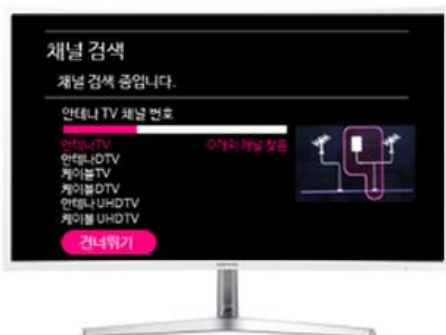 채널 검색
채널 검색 중입니다.
안테나 TV 채널 번호
안테나TV 0개의 채널 찾음
안테나DTV
케이블TV
케이블DTV
안테나 UHDTV
케이블 UHDTV
건너뛰기